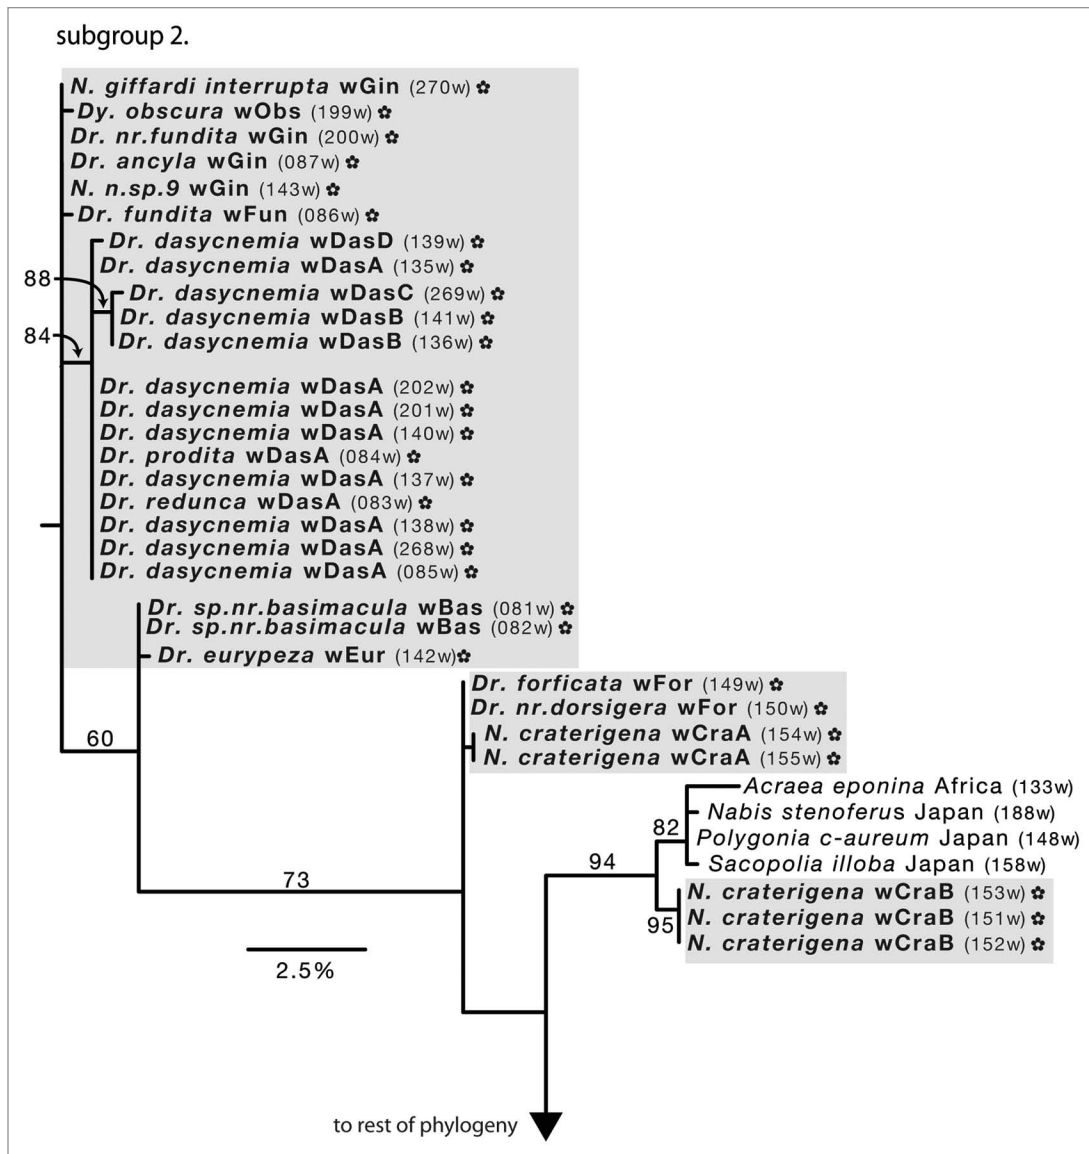 subgroup 2.
N. giffardi interrupta wGin (270w) ✿
Dy. obscura wObs (199w) ✿
Dr. nr.fundita wGin (200w) ✿
Dr. ancyla wGin (087w) ✿
N. n.sp.9 wGin (143w) ✿
Dr. fundita wFun (086w) ✿
Dr. dasycnemia wDasD (139w) ✿
Dr. dasycnemia wDasA (135w) ✿
88
Dr. dasycnemia wDasC (269w) ✿
Dr. dasycnemia wDasB (141w) ✿
84
Dr. dasycnemia wDasB (136w) ✿
Dr. dasycnemia wDasA (202w) ✿
Dr. dasycnemia wDasA (201w) ✿
Dr. dasycnemia wDasA (140w) ✿
Dr. prodita wDasA (084w) ✿
Dr. dasycnemia wDasA (137w) ✿
Dr. redunca wDasA (083w) ✿
Dr. dasycnemia wDasA (138w) ✿
Dr. dasycnemia wDasA (268w) ✿
Dr. dasycnemia wDasA (085w) ✿
Dr. sp.nr.basimacula wBas (081w) ✿
Dr. sp.nr.basimacula wBas (082w) ✿
Dr. eurypeza wEur (142w)✿
Dr. forficata wFor (149w) ✿
Dr. nr.dorsigera wFor (150w) ✿
N. craterigena wCraA (154w) ✿
60
N. craterigena wCraA (155w) ✿
Acraea eponina Africa (133w)
Nabis stenoferus Japan (188w)
82
Polygonia c-aureum Japan (148w)
94
Sacopolia illoba Japan (158w)
73
N. craterigena wCraB (153w) ✿
N. craterigena wCraB (151w) ✿
95
N. craterigena wCraB (152w) ✿
2.5%
to rest of phylogeny